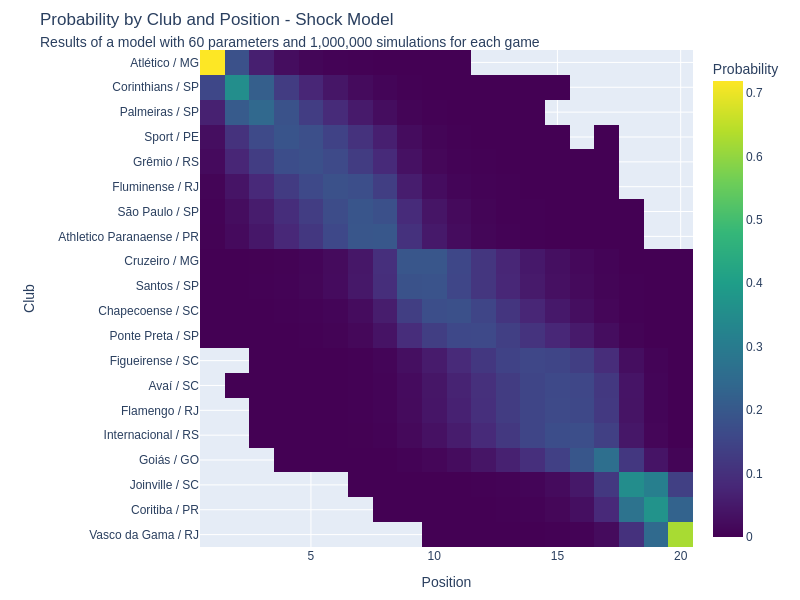 Probability by Club and Position - Shock Model
Results of a model with 60 parameters and 1,000,000 simulations for each game
Probability
Club
Atlético / MG
Corinthians / SP
Palmeiras / SP
Sport / PE
Grêmio / RS
Fluminense / RJ
São Paulo / SP
Athletico Paranaense / PR
Cruzeiro / MG
Santos / SP
Chapecoense / SC
Ponte Preta / SP
Figueirense / SC
Avaí / SC
Flamengo / RJ
Internacional / RS
Goiás / GO
Joinville / SC
Coritiba / PR
Vasco da Gama / RJ
0.7
0.6
0.5
0.4
0.3
0.2
0.1
0
5 10 15 20
Position